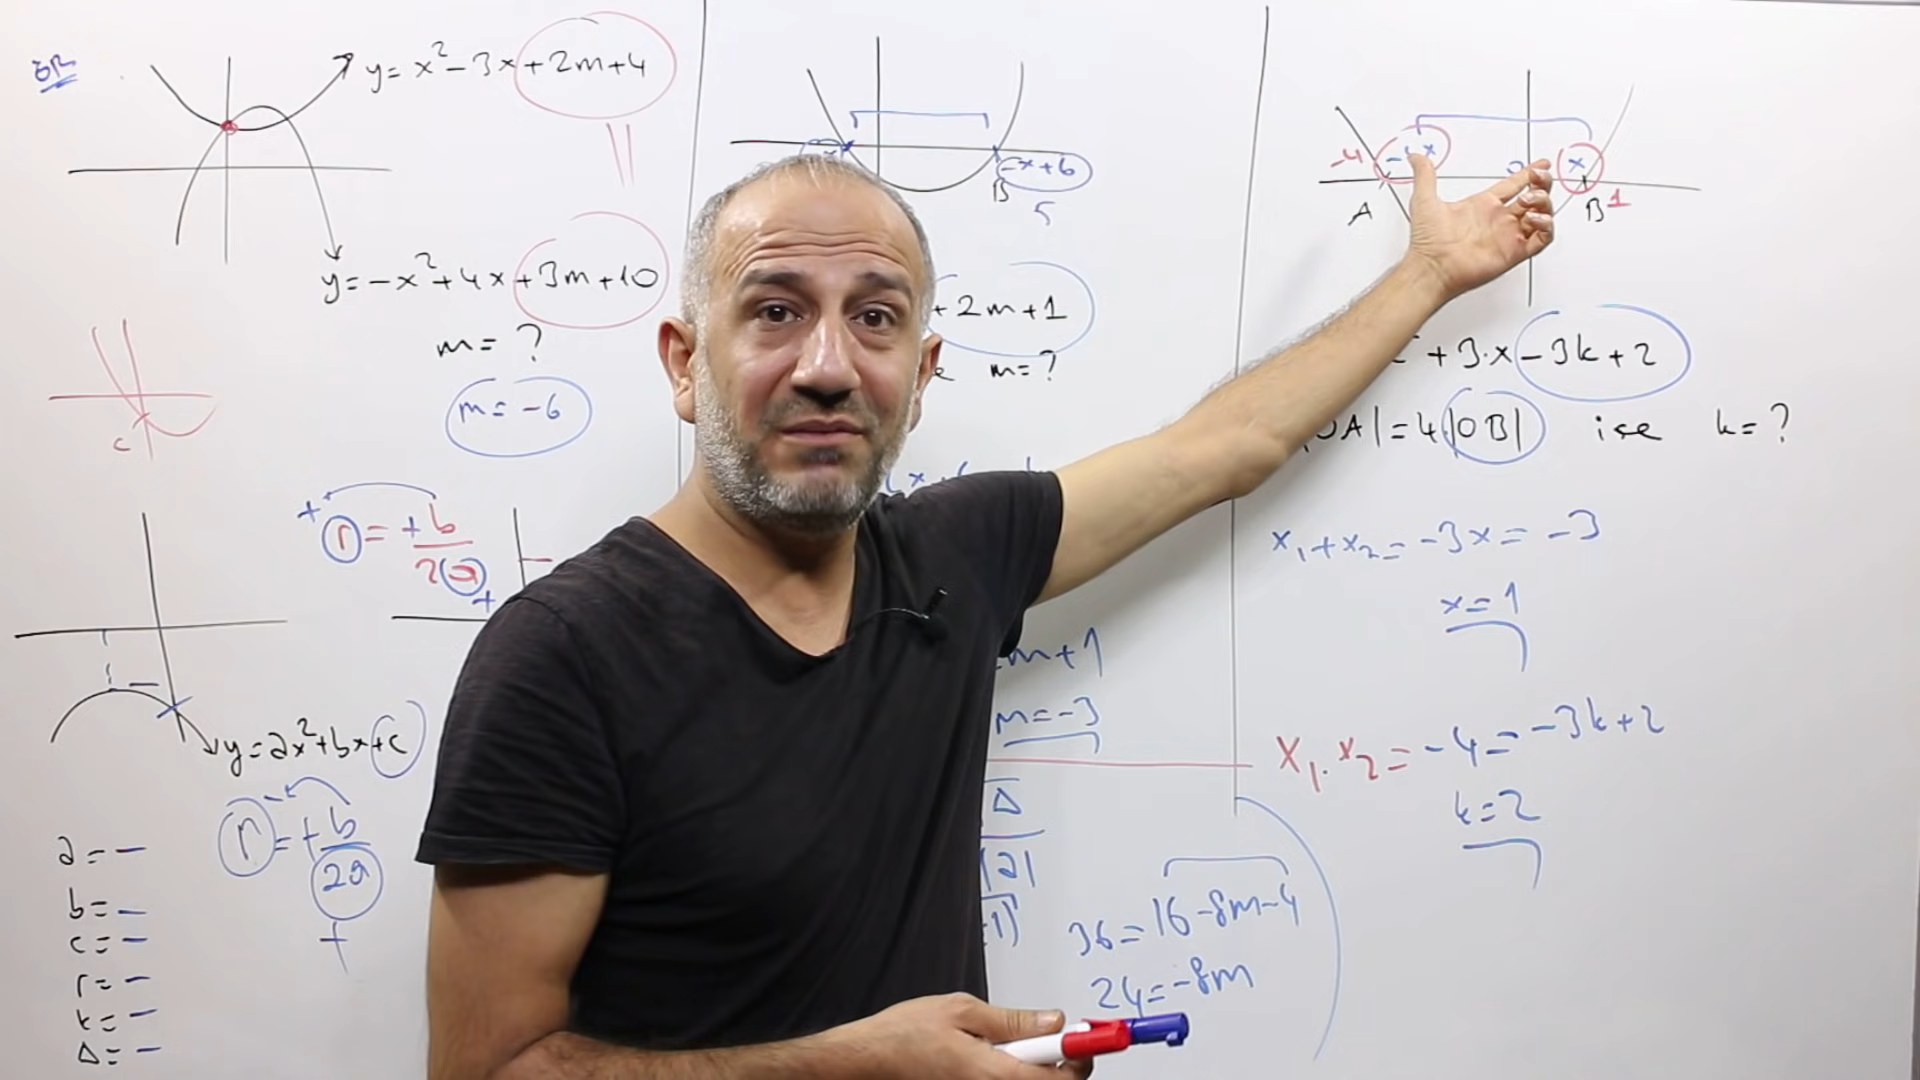 ÖR
y = x² - 3x + 2m + 4
y = -x² + 4x + 3m + 10
m = ?
m = -6
c
+
r = + b
2a
+
y = ax² + bx + c
-
r = + b
2a
+
a = -
b = -
c = -
r = -
k = -
Δ = -
-x + 6
B
5
+ 2m + 1
m = ?
m + 1
m = -3
Δ
|a|
36 = 16 - 8m - 4
24 = -8m
-4
x
A
B 1
+ 3·x - 3k + 2
OA| = 4·|OB| ise k = ?
x₁ + x₂ = -3x = -3
x = 1
x₁·x₂ = -4 = -3k + 2
k = 2